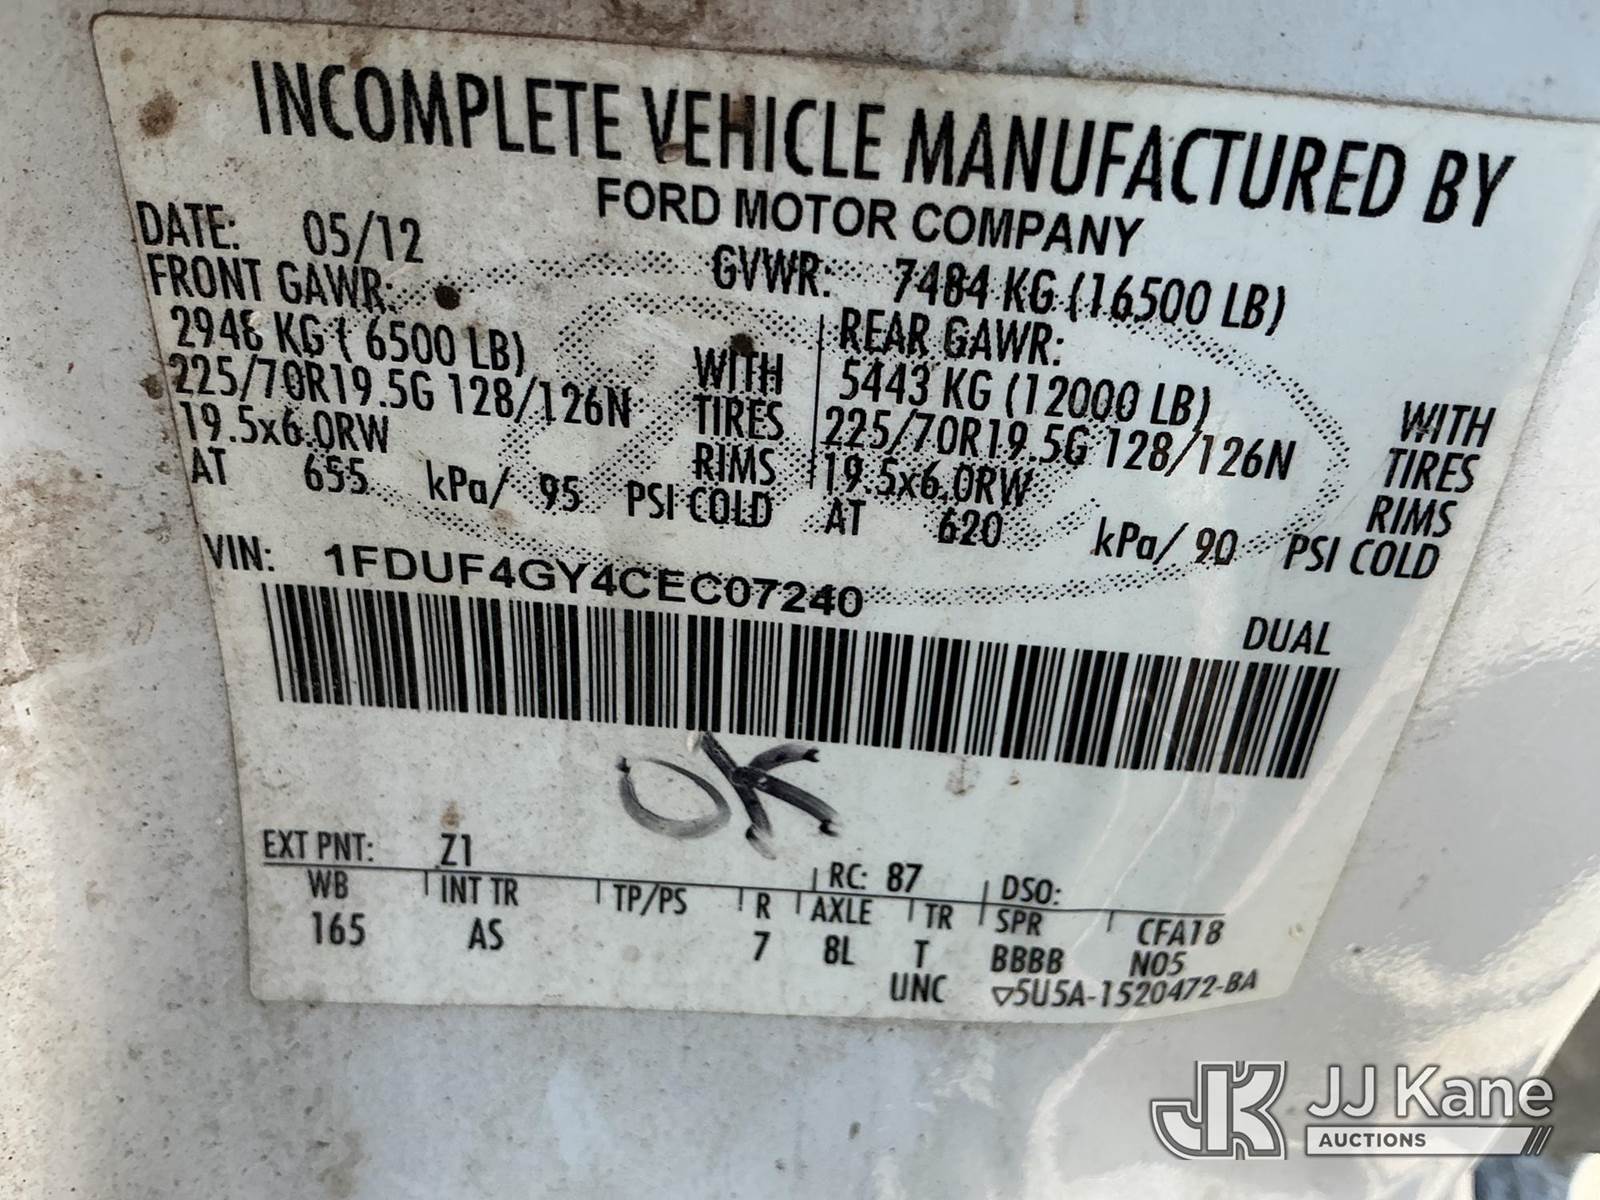 INCOMPLETE VEHICLE MANUFACTURED BY
FORD MOTOR COMPANY
DATE: 05/12 GVWR: 7484 KG (16500 LB)
FRONT GAWR: REAR GAWR:
2948 KG ( 6500 LB) WITH 5443 KG (12000 LB) WITH
225/70R19.5G 128/126N TIRES 225/70R19.5G 128/126N TIRES
19.5x6.0RW RIMS 19.5x6.0RW RIMS
AT 655 kPa/ 95 PSI COLD AT 620 kPa/ 90 PSI COLD
VIN: 1FDUF4GY4CEC07240
DUAL
OK
EXT PNT: Z1 RC: 87 DSO:
WB INT TR TP/PS R AXLE TR SPR CFA18
165 AS 7 8L T BBBB N05
UNC ▽5U5A-1520472-BA
JK JJ Kane
AUCTIONS